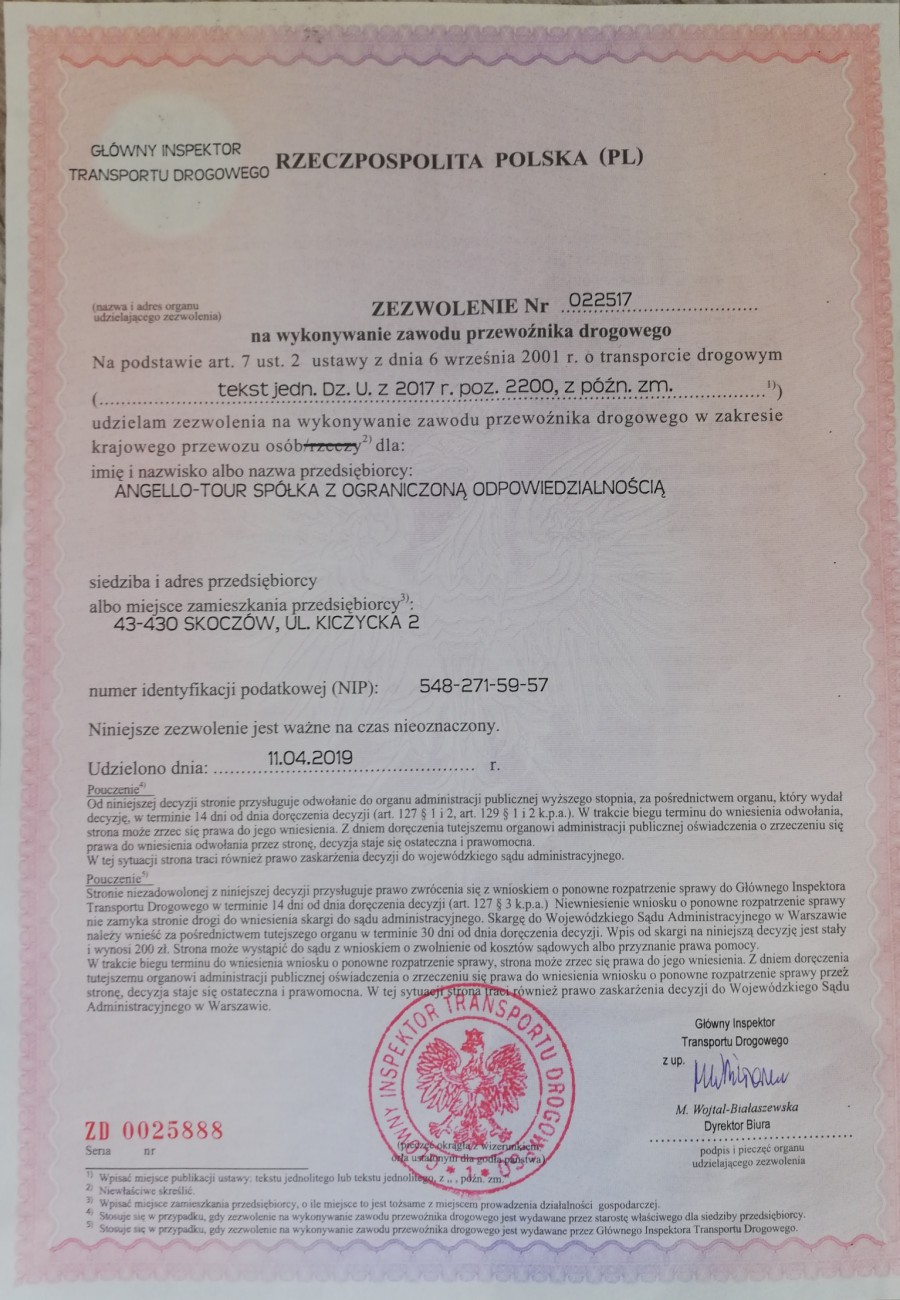 GŁÓWNY INSPEKTOR
TRANSPORTU DROGOWEGO
RZECZPOSPOLITA POLSKA (PL)
(nazwa i adres organu
udzielającego zezwolenia)
ZEZWOLENIE Nr 022517
na wykonywanie zawodu przewoźnika drogowego
Na podstawie art. 7 ust. 2 ustawy z dnia 6 września 2001 r. o transporcie drogowym
(tekst jedn. Dz. U. z 2017 r. poz. 2200, z późn. zm. 1))
udzielam zezwolenia na wykonywanie zawodu przewoźnika drogowego w zakresie
krajowego przewozu osób/rzeczy2) dla:
imię i nazwisko albo nazwa przedsiębiorcy:
ANGELLO-TOUR SPÓŁKA Z OGRANICZONĄ ODPOWIEDZIALNOŚCIĄ
siedziba i adres przedsiębiorcy
albo miejsce zamieszkania przedsiębiorcy3):
43-430 SKOCZÓW, UL. KICZYCKA 2
numer identyfikacji podatkowej (NIP): 548-271-59-57
Niniejsze zezwolenie jest ważne na czas nieoznaczony.
Udzielono dnia: 11.04.2019 r.
Pouczenie4)
Od niniejszej decyzji stronie przysługuje odwołanie do organu administracji publicznej wyższego stopnia, za pośrednictwem organu, który wydał
decyzję, w terminie 14 dni od dnia doręczenia decyzji (art. 127 § 1 i 2, art. 129 § 1 i 2 k.p.a.). W trakcie biegu terminu do wniesienia odwołania,
strona może zrzec się prawa do jego wniesienia. Z dniem doręczenia tutejszemu organowi administracji publicznej oświadczenia o zrzeczeniu się
prawa do wniesienia odwołania przez stronę, decyzja staje się ostateczna i prawomocna.
W tej sytuacji strona traci również prawo zaskarżenia decyzji do wojewódzkiego sądu administracyjnego.
Pouczenie5)
Stronie niezadowolonej z niniejszej decyzji przysługuje prawo zwrócenia się z wnioskiem o ponowne rozpatrzenie sprawy do Głównego Inspektora
Transportu Drogowego w terminie 14 dni od dnia doręczenia decyzji (art. 127 § 3 k.p.a.) Niewniesienie wniosku o ponowne rozpatrzenie sprawy
nie zamyka stronie drogi do wniesienia skargi do sądu administracyjnego. Skargę do Wojewódzkiego Sądu Administracyjnego w Warszawie
należy wnieść za pośrednictwem tutejszego organu w terminie 30 dni od dnia doręczenia decyzji. Wpis od skargi na niniejszą decyzję jest stały
i wynosi 200 zł. Strona może wystąpić do sądu z wnioskiem o zwolnienie od kosztów sądowych albo przyznanie prawa pomocy.
W trakcie biegu terminu do wniesienia wniosku o ponowne rozpatrzenie sprawy, strona może zrzec się prawa do jego wniesienia. Z dniem doręczenia
tutejszemu organowi administracji publicznej oświadczenia o zrzeczeniu się prawa do wniesienia wniosku o ponowne rozpatrzenie sprawy przez
stronę, decyzja staje się ostateczna i prawomocna. W tej sytuacji strona traci również prawo zaskarżenia decyzji do Wojewódzkiego Sądu
Administracyjnego w Warszawie.
Główny Inspektor
Transportu Drogowego
z up.
M. Wojtal-Białaszewska
Dyrektor Biura
podpis i pieczęć organu
udzielającego zezwolenia
GŁÓWNY INSPEKTOR TRANSPORTU DROGOWEGO * 1 *
(pieczęć okrągła z wizerunkiem
orła ustalonym dla godła państwa)
ZD 0025888
Seria nr
1) Wpisać miejsce publikacji ustawy: tekstu jednolitego lub tekstu jednolitego, z „, późn. zm.”
2) Niewłaściwe skreślić.
3) Wpisać miejsce zamieszkania przedsiębiorcy, o ile miejsce to jest tożsame z miejscem prowadzenia działalności gospodarczej.
4) Stosuje się w przypadku, gdy zezwolenie na wykonywanie zawodu przewoźnika drogowego jest wydawane przez starostę właściwego dla siedziby przedsiębiorcy.
5) Stosuje się w przypadku, gdy zezwolenie na wykonywanie zawodu przewoźnika drogowego jest wydawane przez Głównego Inspektora Transportu Drogowego.